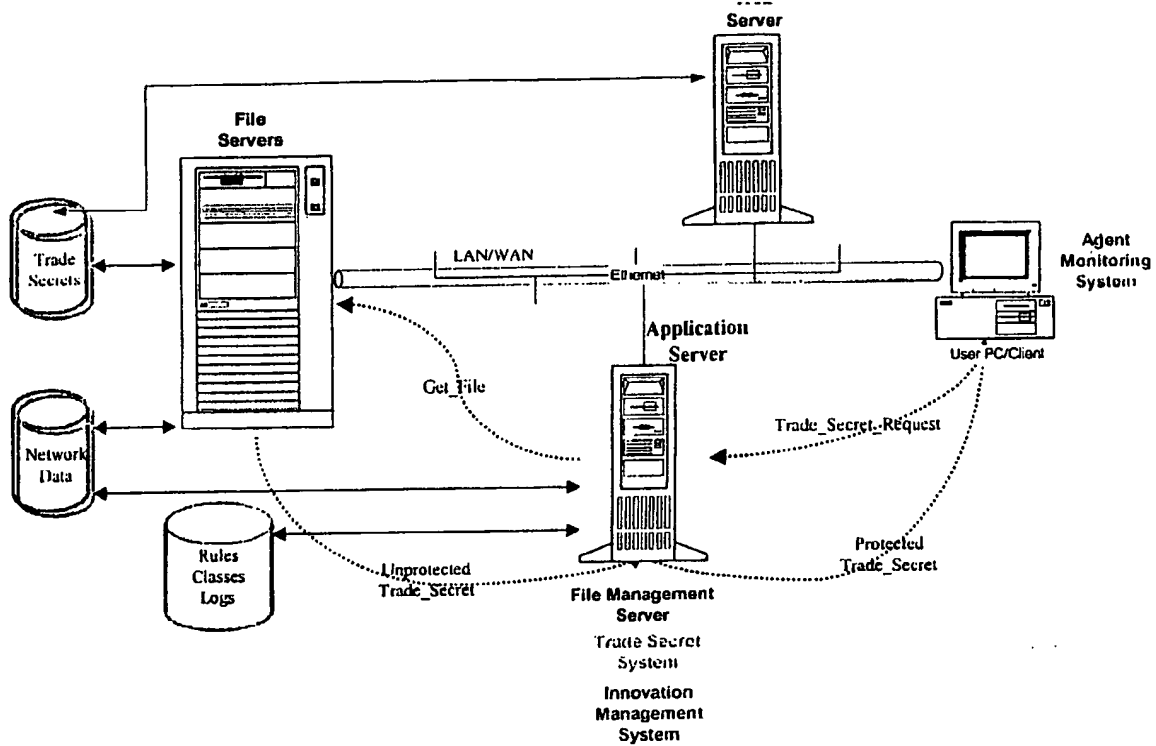 Server
File
Servers
Trade
Secrets
LAN/WAN
Ethernet
Agent
Monitoring
System
User PC/Client
Application
Server
Get_File
Trade_Secret_Request
Network
Data
Rules
Classes
Logs
Unprotected
Trade_Secret
Protected
Trade_Secret
File Management
Server
Trade Secret
System
Innovation
Management
System